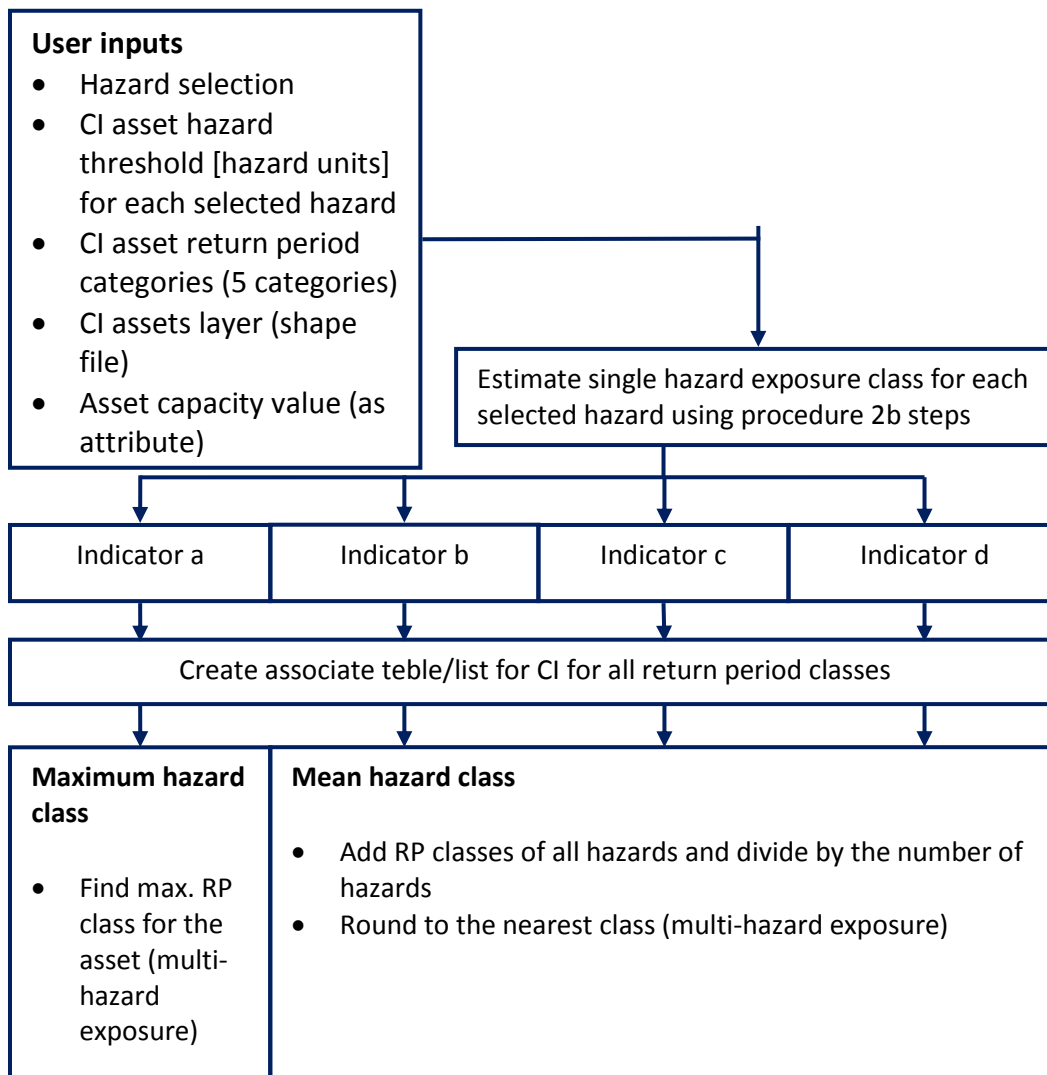 User inputs
• Hazard selection
• CI asset hazard
threshold [hazard units]
for each selected hazard
• CI asset return period
categories (5 categories)
• CI assets layer (shape
file)
• Asset capacity value (as
attribute)
Estimate single hazard exposure class for each
selected hazard using procedure 2b steps
Indicator a
Indicator b
Indicator c
Indicator d
Create associate teble/list for CI for all return period classes
Maximum hazard
class
• Find max. RP
class for the
asset (multi-
hazard
exposure)
Mean hazard class
• Add RP classes of all hazards and divide by the number of
hazards
• Round to the nearest class (multi-hazard exposure)